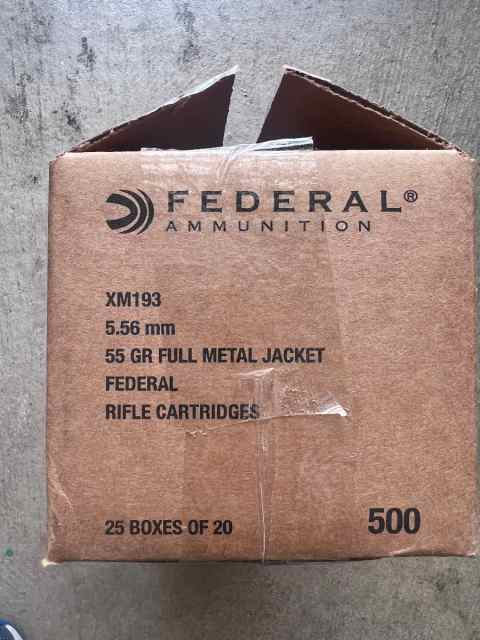 FEDERAL®
AMMUNITION
XM193
5.56 mm
55 GR FULL METAL JACKET
FEDERAL
RIFLE CARTRIDGES
25 BOXES OF 20
500